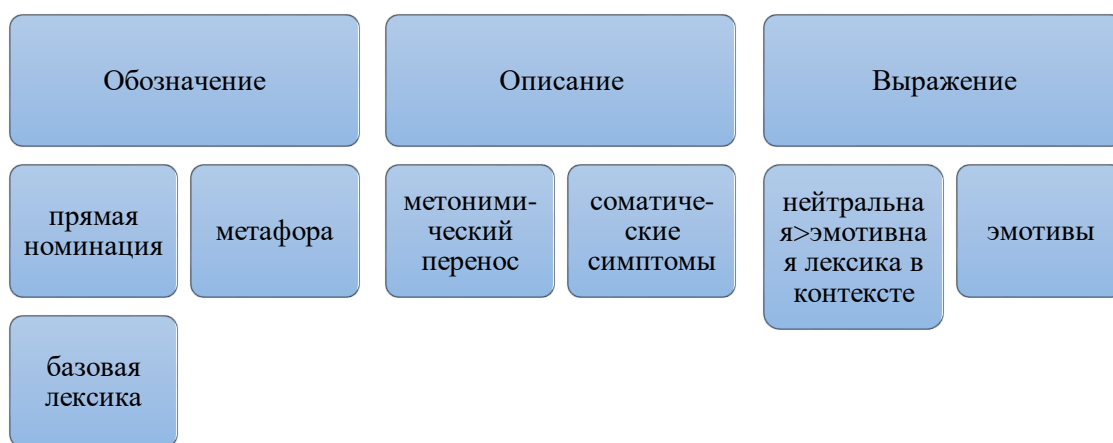 Обозначение
Описание
Выражение
прямая
номинация
метафора
метоними-
ческий
перенос
соматиче-
ские
симптомы
нейтральна
я>эмотивна
я лексика в
контексте
эмотивы
базовая
лексика